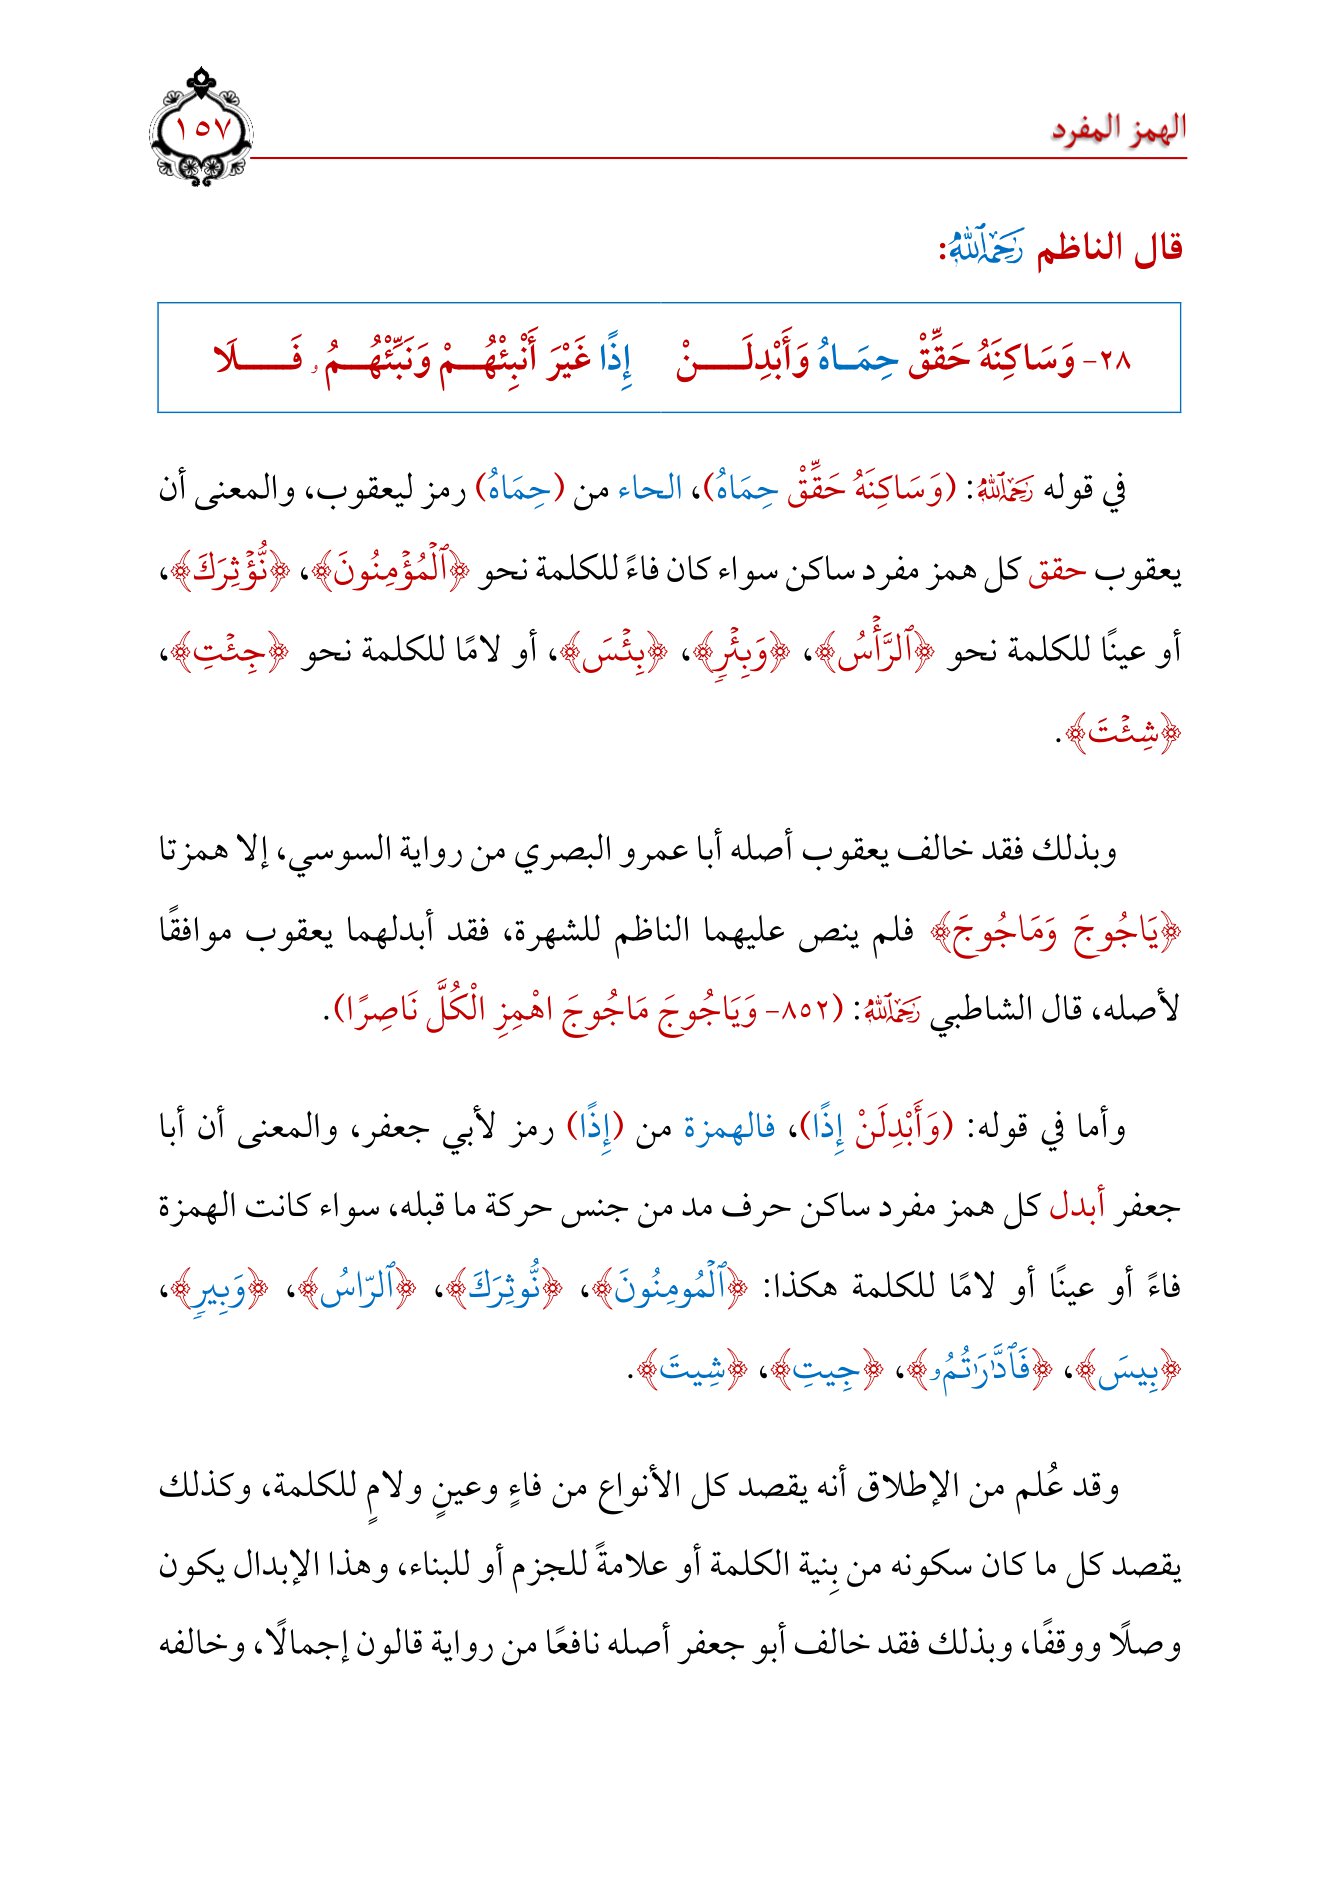 الهمز المفرد
١٥٧
قال الناظم رَحِمَهُ ٱللَّهُ:
٢٨- وَسَاكِنَهُ حَقِّقْ حِمَـاهُ وَأَبْدِلَـــــنْ إِذًا غَيْرَ أَنْبِئْهُـــمْ وَنَبِّئْهُـــمُۥ فَـــــلَا
في قوله رَحِمَهُ ٱللَّهُ: (وَسَاكِنَهُ حَقِّقْ حِمَاهُ)، الحاء من (حِمَاهُ) رمز ليعقوب، والمعنى أن
يعقوب حقق كل همز مفرد ساكن سواء كان فاءً للكلمة نحو ﴿ٱلۡمُؤۡمِنُونَ﴾، ﴿نُّؤۡثِرَكَ﴾،
أو عينًا للكلمة نحو ﴿ٱلرَّأۡسُ﴾، ﴿وَبِئۡرٖ﴾، ﴿بِئۡسَ﴾، أو لامًا للكلمة نحو ﴿جِئۡتِ﴾،
﴿شِئۡتَ﴾.
وبذلك فقد خالف يعقوب أصله أبا عمرو البصري من رواية السوسي، إلا همزتا
﴿يَاجُوجَ وَمَاجُوجَ﴾ فلم ينص عليهما الناظم للشهرة، فقد أبدلهما يعقوب موافقًا
لأصله، قال الشاطبي رَحِمَهُ ٱللَّهُ: (٨٥٢- وَيَاجُوجَ مَاجُوجَ اهْمِزِ الْكُلَّ نَاصِرًا).
وأما في قوله: (وَأَبْدِلَنْ إِذًا)، فالهمزة من (إِذًا) رمز لأبي جعفر، والمعنى أن أبا
جعفر أبدل كل همز مفرد ساكن حرف مد من جنس حركة ما قبله، سواء كانت الهمزة
فاءً أو عينًا أو لامًا للكلمة هكذا: ﴿ٱلۡمُومِنُونَ﴾، ﴿نُّوثِرَكَ﴾، ﴿ٱلرَّاسُ﴾، ﴿وَبِيرٖ﴾،
﴿بِيسَ﴾، ﴿فَٱدَّٰرَٰتُمُۥ﴾، ﴿جِيتِ﴾، ﴿شِيتَ﴾.
وقد عُلم من الإطلاق أنه يقصد كل الأنواع من فاءٍ وعينٍ ولامٍ للكلمة، وكذلك
يقصد كل ما كان سكونه من بِنية الكلمة أو علامةً للجزم أو للبناء، وهذا الإبدال يكون
وصلًا ووقفًا، وبذلك فقد خالف أبو جعفر أصله نافعًا من رواية قالون إجمالًا، وخالفه